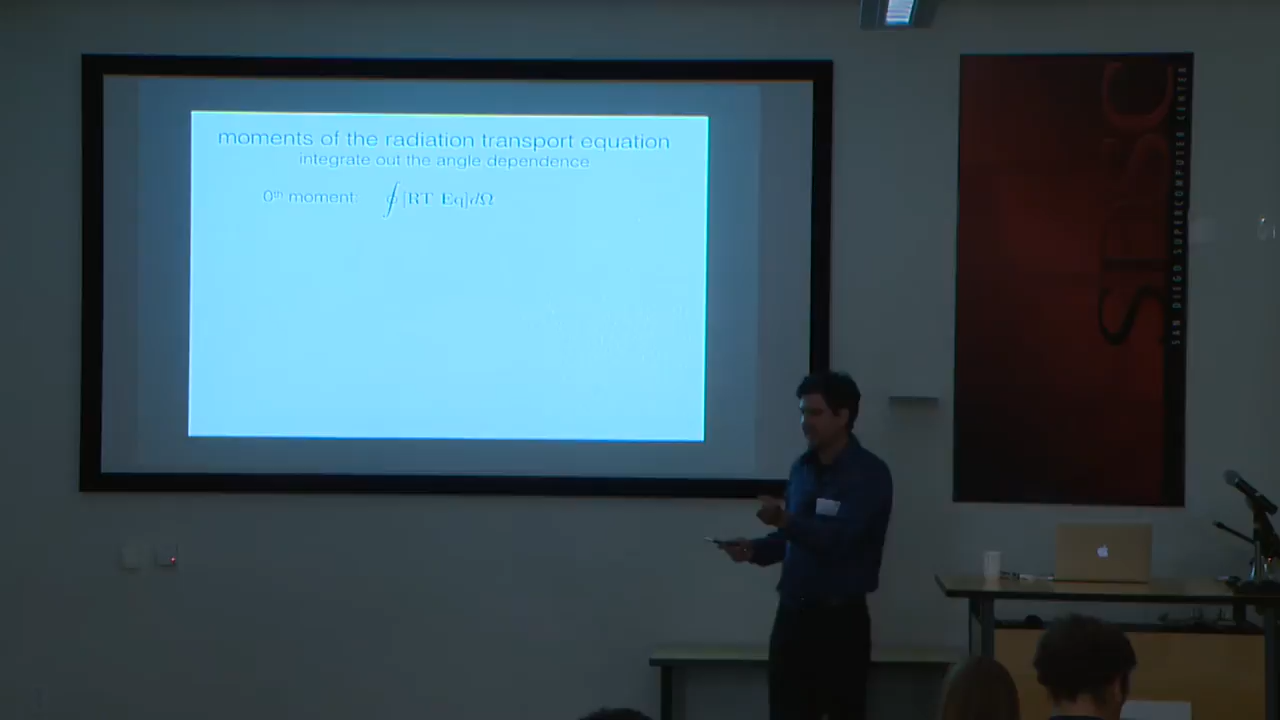 moments of the radiation transport equation
integrate out the angle dependence
0th moment: ∮ [RT Eq]dΩ
SDSC
SAN DIEGO SUPERCOMPUTER CENTER